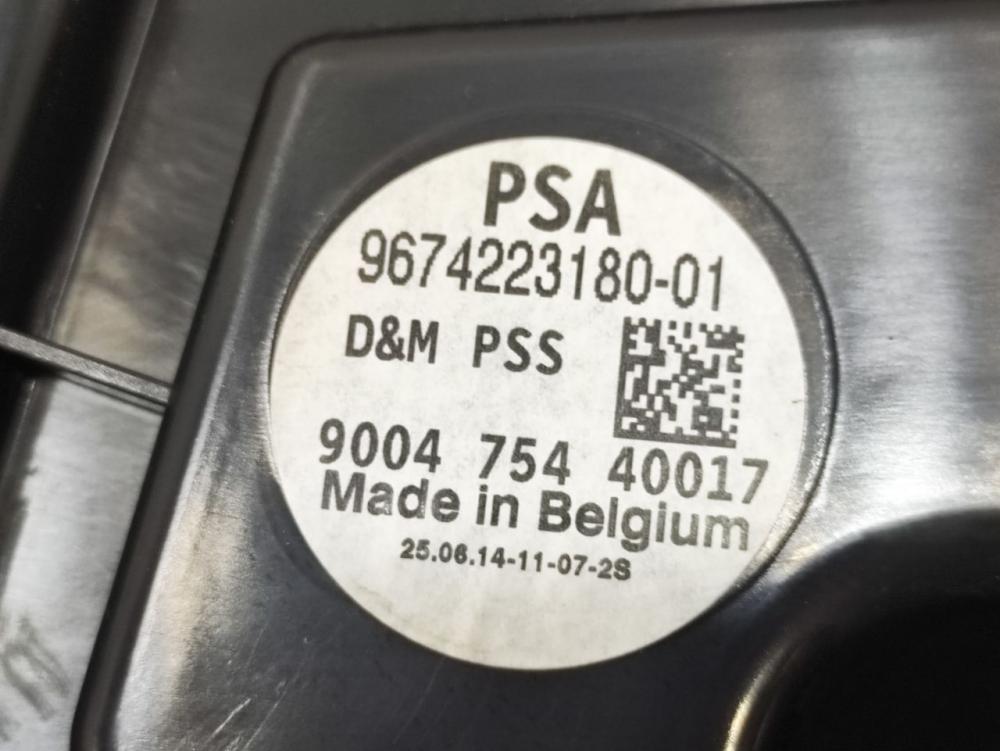 PSA
9674223180-01
D&M PSS
9004 754 40017
Made in Belgium
25.06.14-11-07-2S